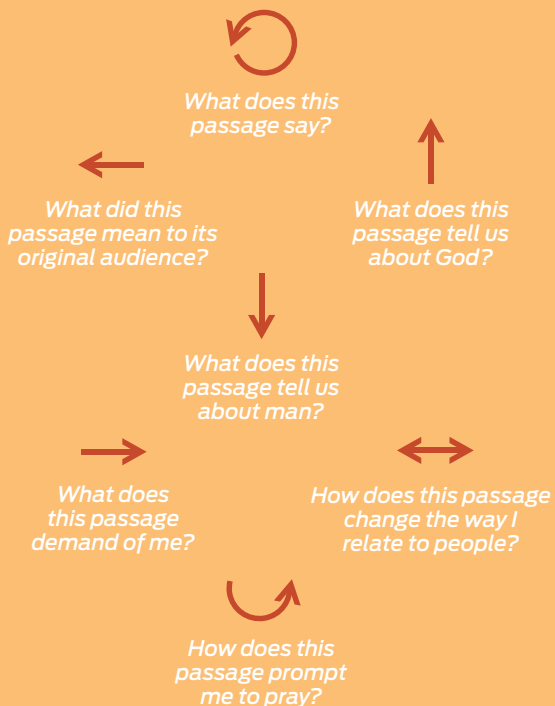 What does this
passage say?
What did this
passage mean to its
original audience?
What does this
passage tell us
about God?
What does this
passage tell us
about man?
What does
this passage
demand of me?
How does this passage
change the way I
relate to people?
How does this
passage prompt
me to pray?